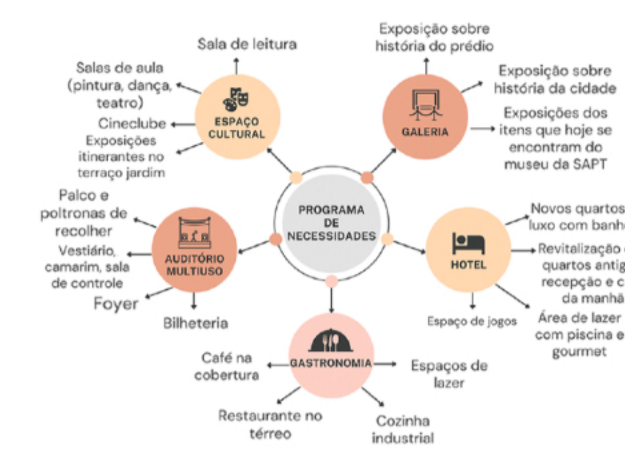 PROGRAMA
DE
NECESSIDADES
ESPAÇO
CULTURAL
Sala de leitura
Salas de aula
(pintura, dança,
teatro)
Cineclube
Exposições
itinerantes no
terraço jardim
GALERIA
Exposição sobre
história do prédio
Exposição sobre
história da cidade
Exposições dos
itens que hoje se
encontram do
museu da SAPT
AUDITÓRIO
MULTIUSO
Palco e
poltronas de
recolher
Vestiário,
camarim, sala
de controle
Foyer
Bilheteria
HOTEL
Novos quartos
luxo com banh
Revitalização
quartos antig
recepção e c
da manhã
Espaço de jogos
Área de lazer
com piscina e
gourmet
GASTRONOMIA
Café na
cobertura
Restaurante no
térreo
Espaços de
lazer
Cozinha
industrial